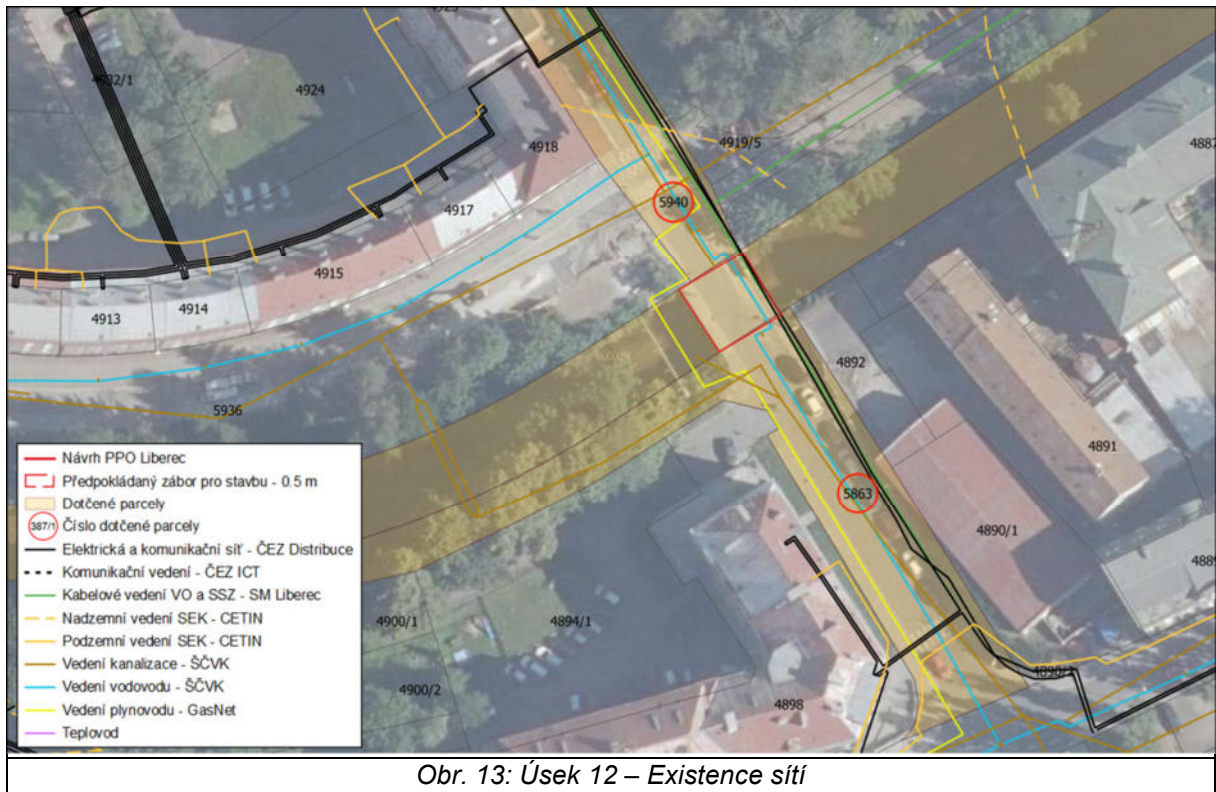 4923
4932/1
4924
4918
4919/5
4887
5940
4917
4915
4914
4913
4892
5936
4891
5863
4890/1
4889
4900/1
4894/1
4900/2
4898
Návrh PPO Liberec
Předpokládaný zábor pro stavbu - 0.5 m
Dotčené parcely
387/1 Číslo dotčené parcely
Elektrická a komunikační síť - ČEZ Distribuce
Komunikační vedení - ČEZ ICT
Kabelové vedení VO a SSZ - SM Liberec
Nadzemní vedení SEK - CETIN
Podzemní vedení SEK - CETIN
Vedení kanalizace - ŠČVK
Vedení vodovodu - ŠČVK
Vedení plynovodu - GasNet
Teplovod
Obr. 13: Úsek 12 – Existence sítí